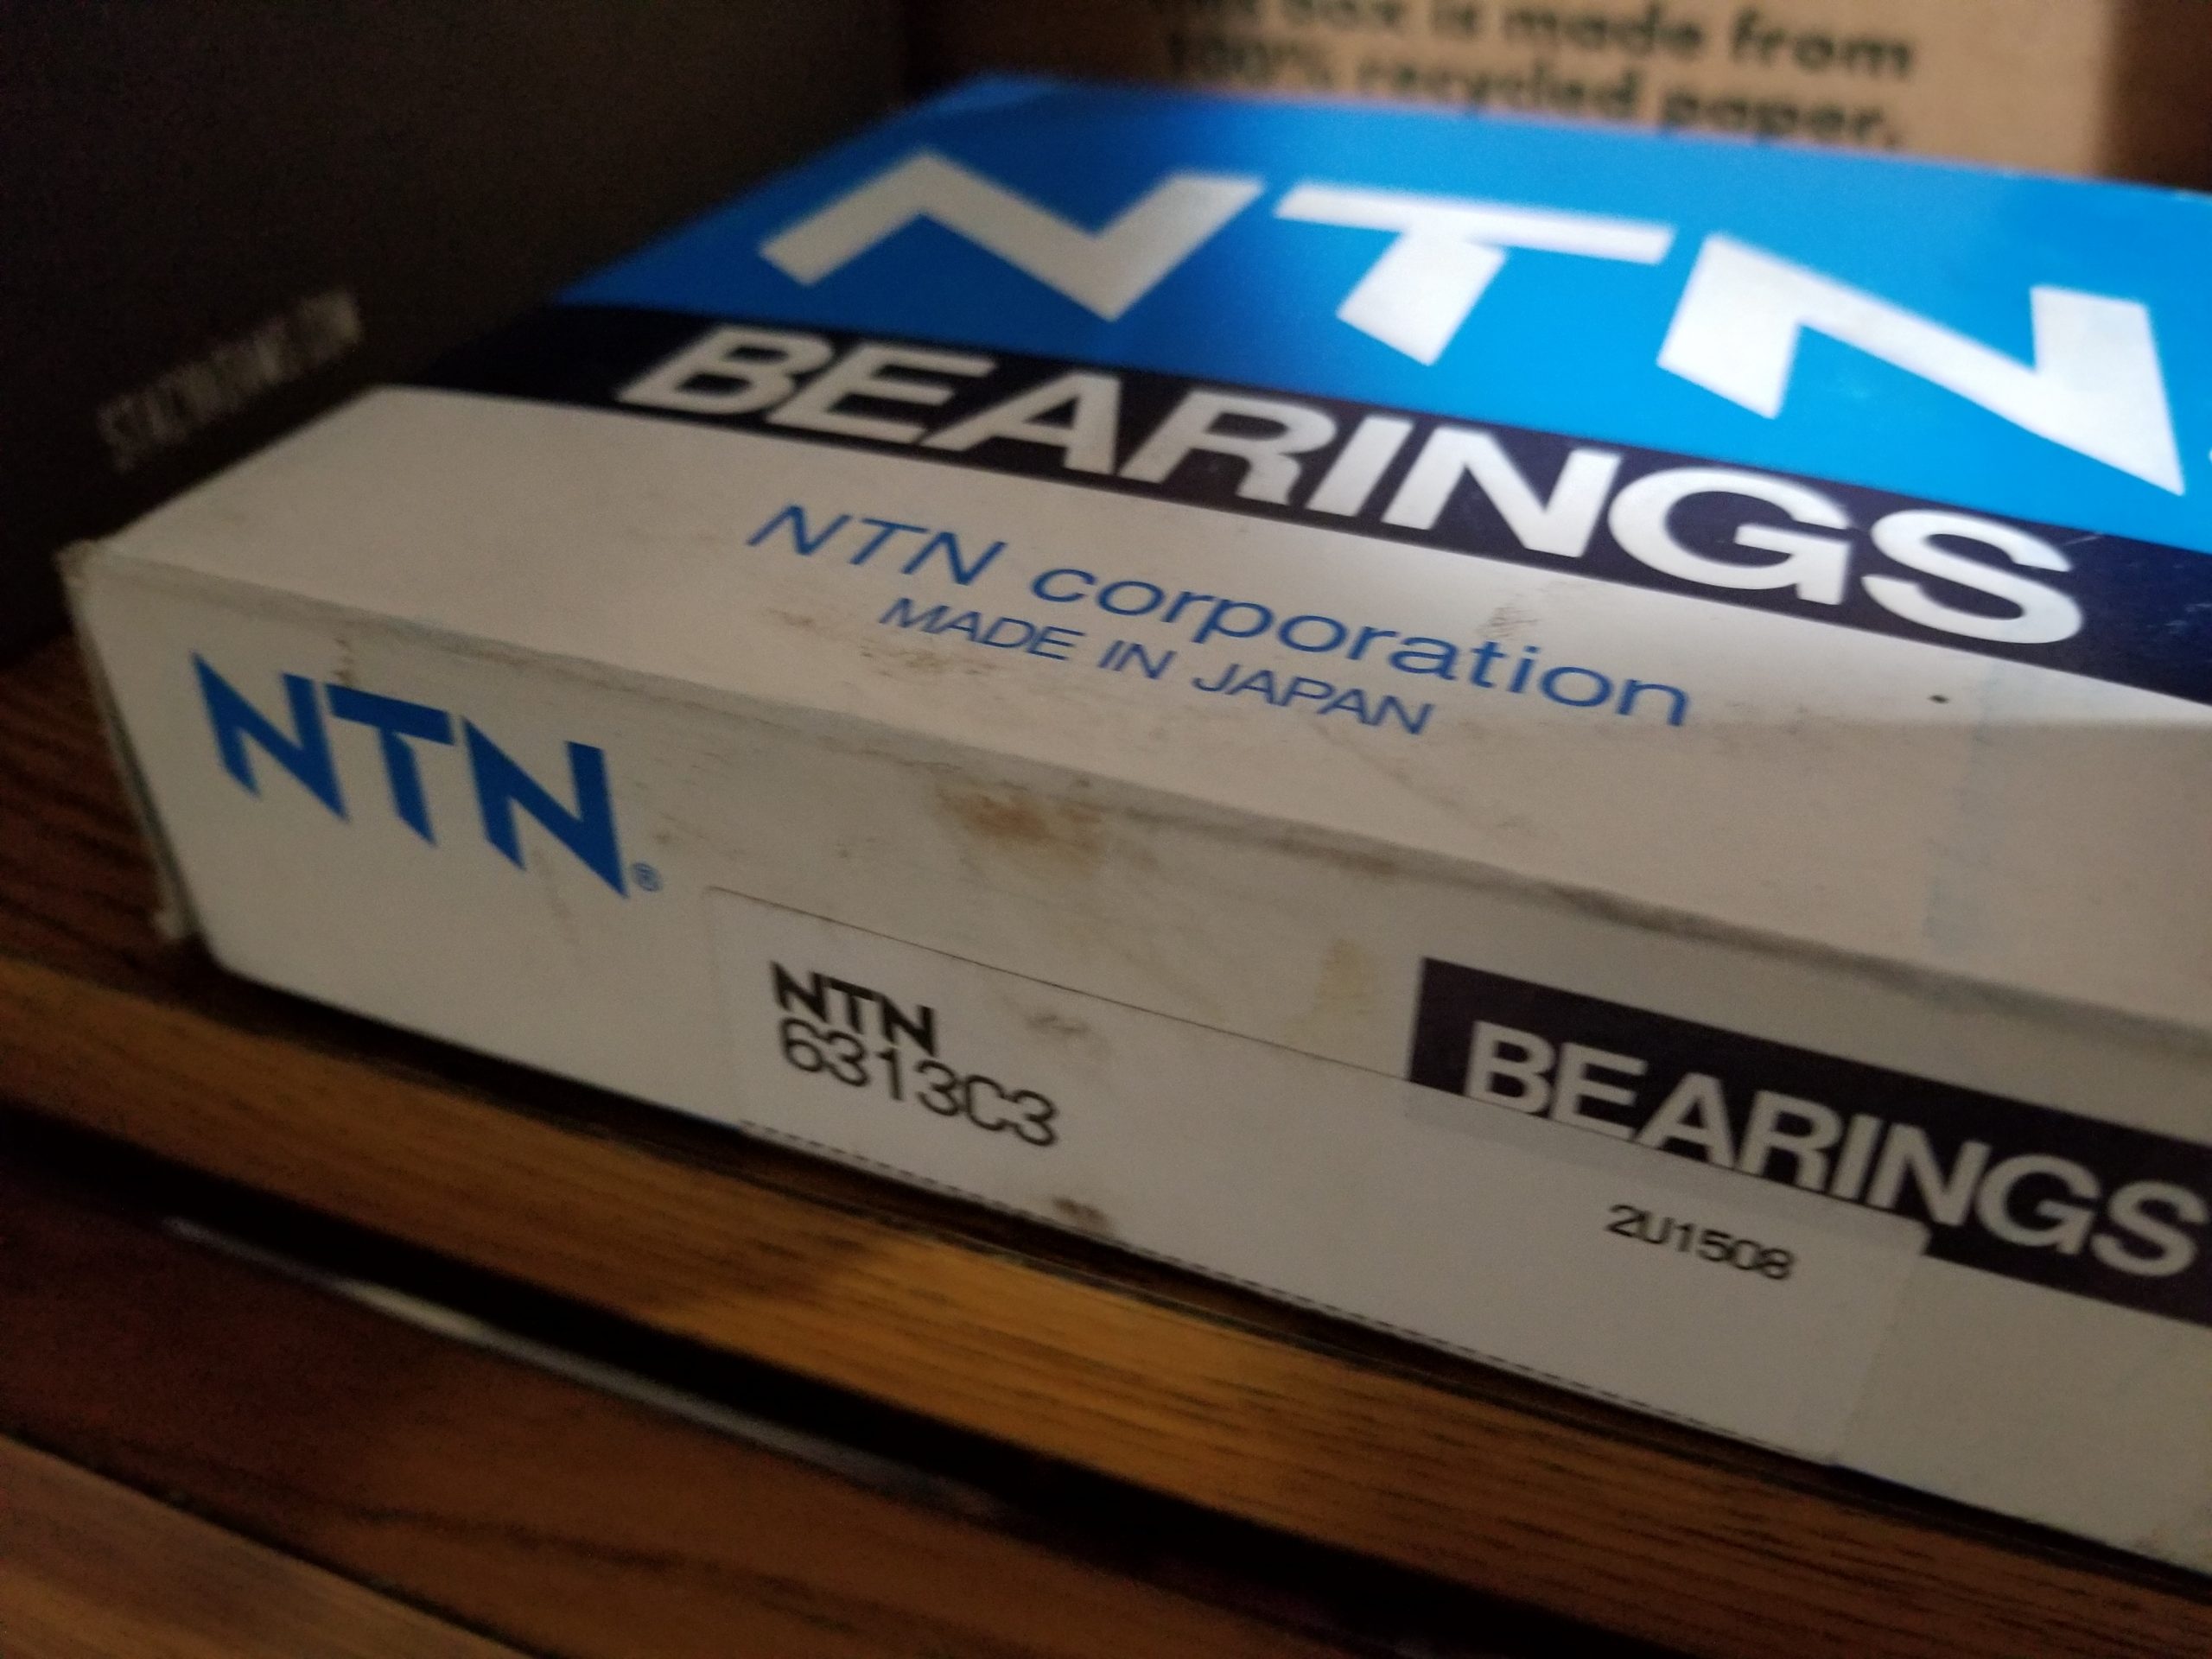 box is made from
100% recycled paper.
NTN
BEARINGS
NTN corporation
MADE IN JAPAN
NTN®
NTN
6313C3
BEARINGS
2U1508